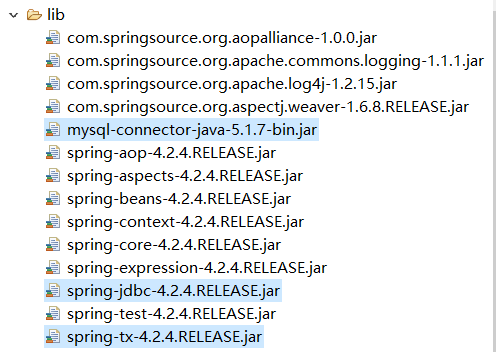 lib
com.springsource.org.aopalliance-1.0.0.jar
com.springsource.org.apache.commons.logging-1.1.1.jar
com.springsource.org.apache.log4j-1.2.15.jar
com.springsource.org.aspectj.weaver-1.6.8.RELEASE.jar
mysql-connector-java-5.1.7-bin.jar
spring-aop-4.2.4.RELEASE.jar
spring-aspects-4.2.4.RELEASE.jar
spring-beans-4.2.4.RELEASE.jar
spring-context-4.2.4.RELEASE.jar
spring-core-4.2.4.RELEASE.jar
spring-expression-4.2.4.RELEASE.jar
spring-jdbc-4.2.4.RELEASE.jar
spring-test-4.2.4.RELEASE.jar
spring-tx-4.2.4.RELEASE.jar